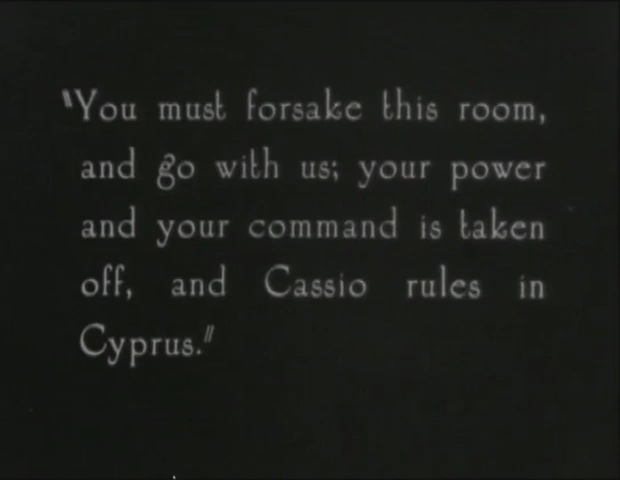 "You must forsake this room,
and go with us; your power
and your command is taken
off, and Cassio rules in
Cyprus."